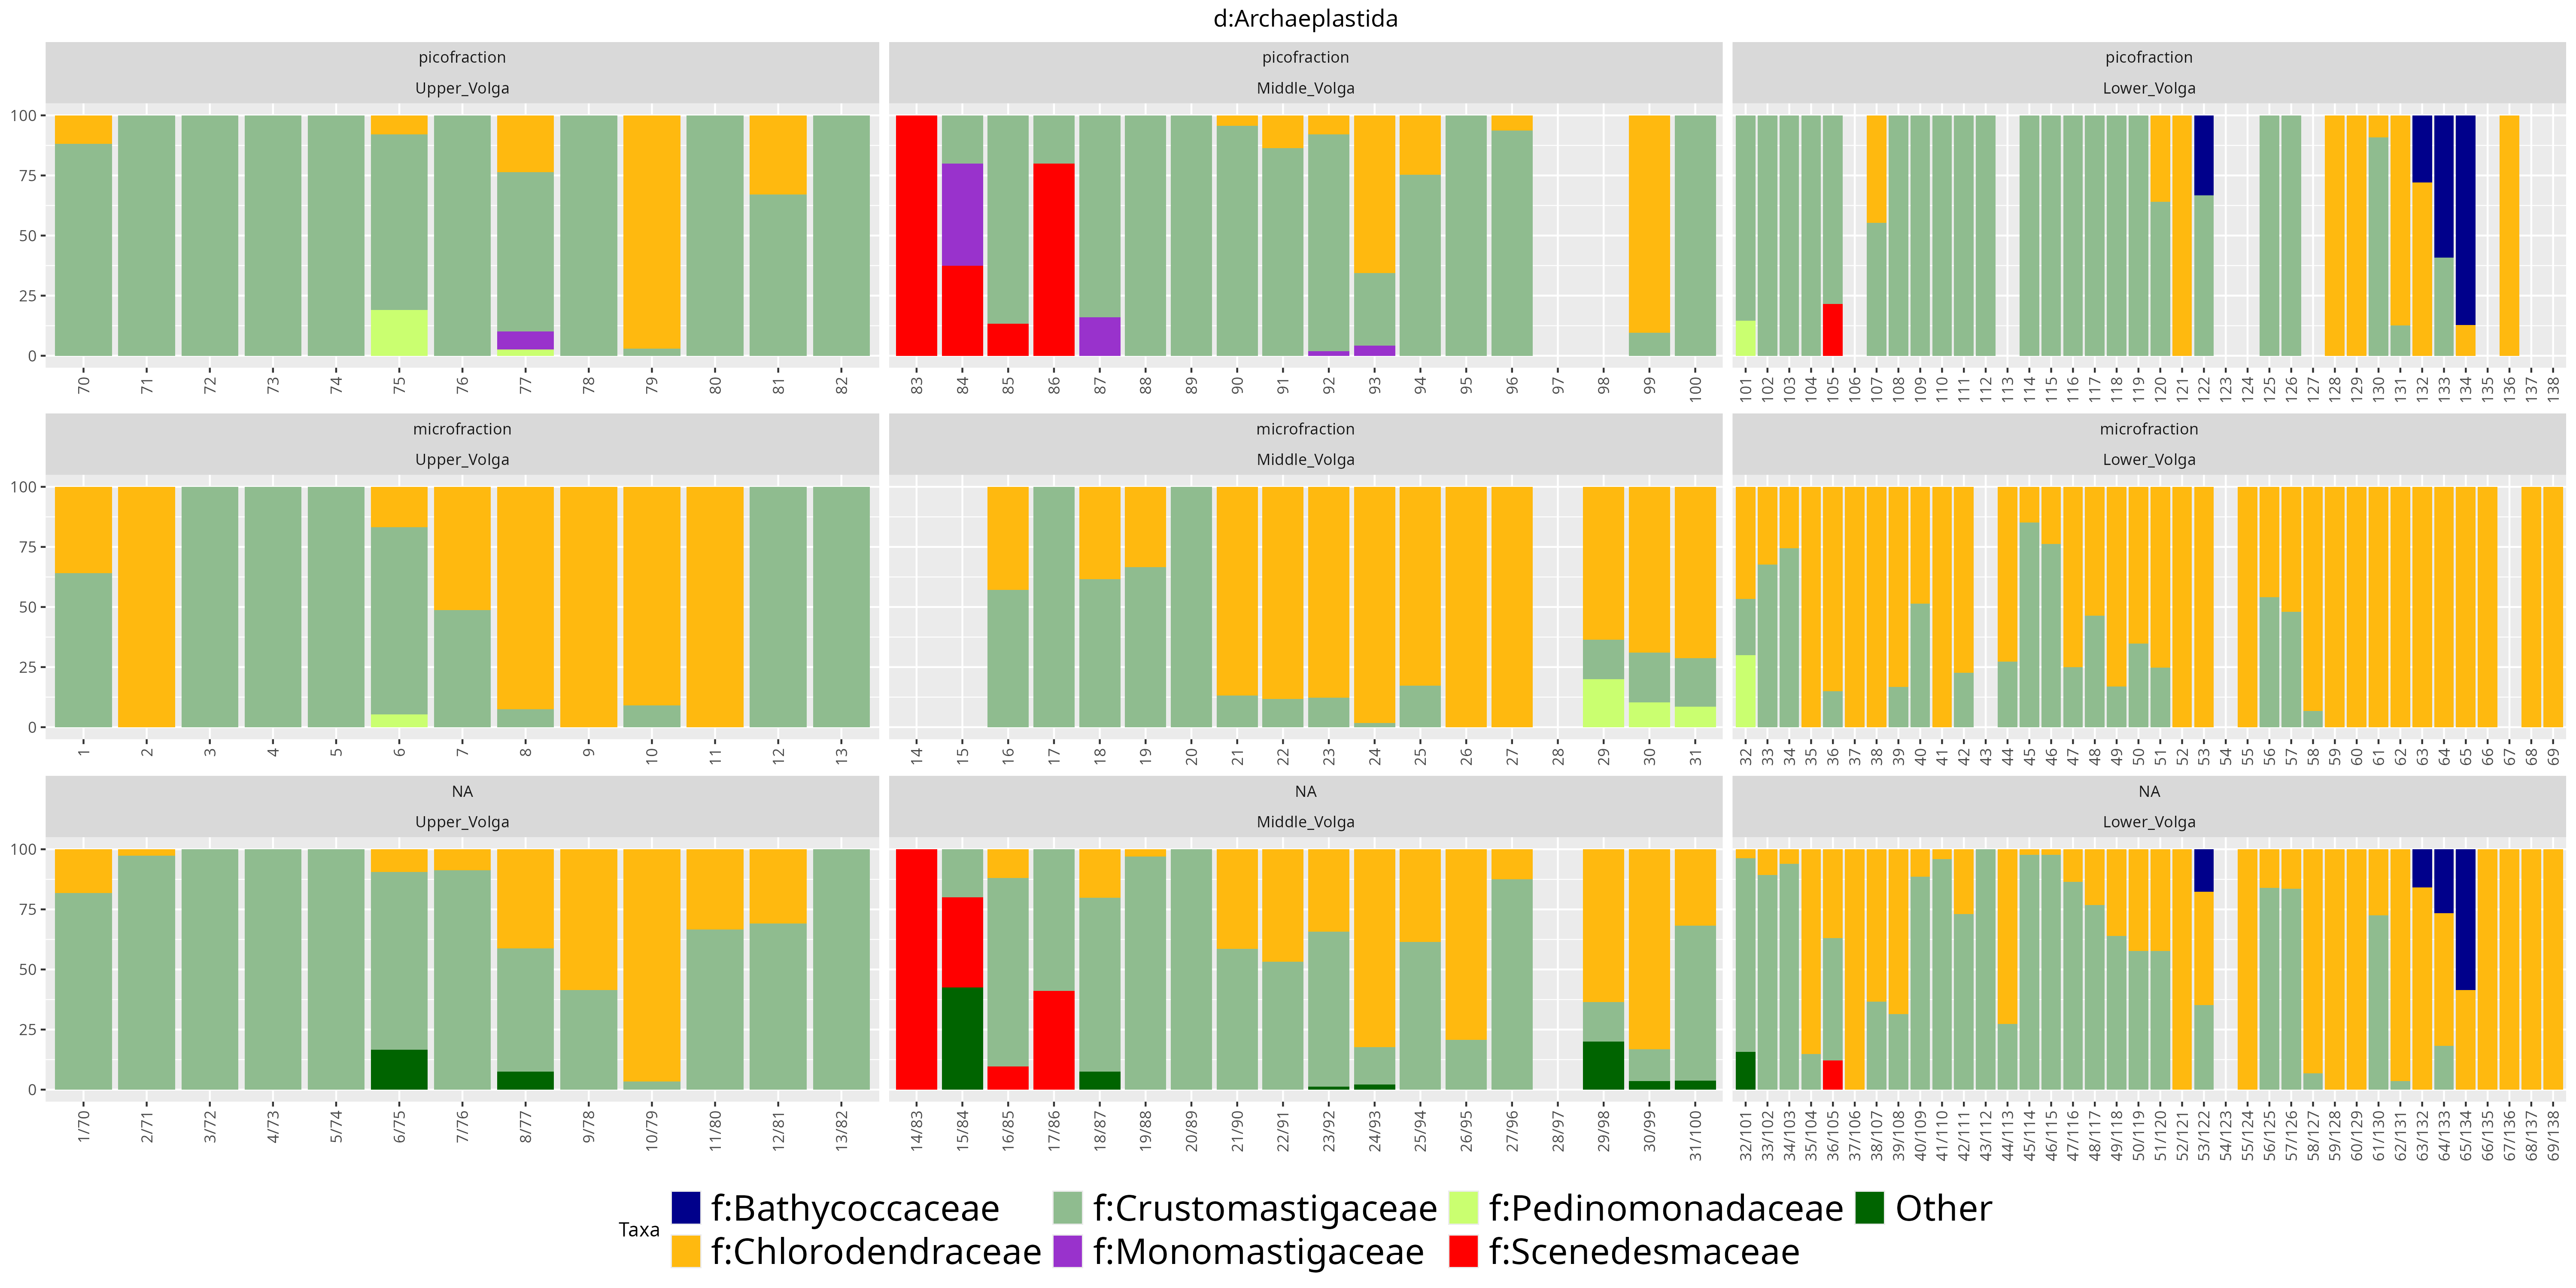 d:Archaeplastida
picofraction picofraction picofraction
Upper_Volga Middle_Volga Lower_Volga
100
75
50
25
0
70 71 72 73 74 75 76 77 78 79 80 81 82 83 84 85 86 87 88 89 90 91 92 93 94 95 96 97 98 99 100 101 102 103 104 105 106 107 108 109 110 111 112 113 114 115 116 117 118 119 120 121 122 123 124 125 126 127 128 129 130 131 132 133 134 135 136 137 138
microfraction microfraction microfraction
Upper_Volga Middle_Volga Lower_Volga
100
75
50
25
0
1 2 3 4 5 6 7 8 9 10 11 12 13 14 15 16 17 18 19 20 21 22 23 24 25 26 27 28 29 30 31 32 33 34 35 36 37 38 39 40 41 42 43 44 45 46 47 48 49 50 51 52 53 54 55 56 57 58 59 60 61 62 63 64 65 66 67 68 69
NA NA NA
Upper_Volga Middle_Volga Lower_Volga
100
75
50
25
0
1/70 2/71 3/72 4/73 5/74 6/75 7/76 8/77 9/78 10/79 11/80 12/81 13/82 14/83 15/84 16/85 17/86 18/87 19/88 20/89 21/90 22/91 23/92 24/93 25/94 26/95 27/96 28/97 29/98 30/99 31/100 32/101 33/102 34/103 35/104 36/105 37/106 38/107 39/108 40/109 41/110 42/111 43/112 44/113 45/114 46/115 47/116 48/117 49/118 50/119 51/120 52/121 53/122 54/123 55/124 56/125 57/126 58/127 59/128 60/129 61/130 62/131 63/132 64/133 65/134 66/135 67/136 68/137 69/138
Taxa
f:Bathycoccaceae f:Crustomastigaceae f:Pedinomonadaceae Other
f:Chlorodendraceae f:Monomastigaceae f:Scenedesmaceae